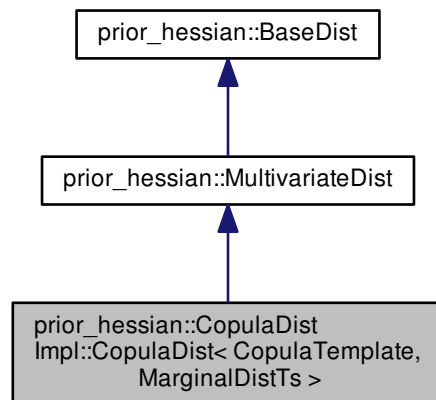 prior_hessian::BaseDist
prior_hessian::MultivariateDist
prior_hessian::CopulaDist
Impl::CopulaDist< CopulaTemplate,
MarginalDistTs >